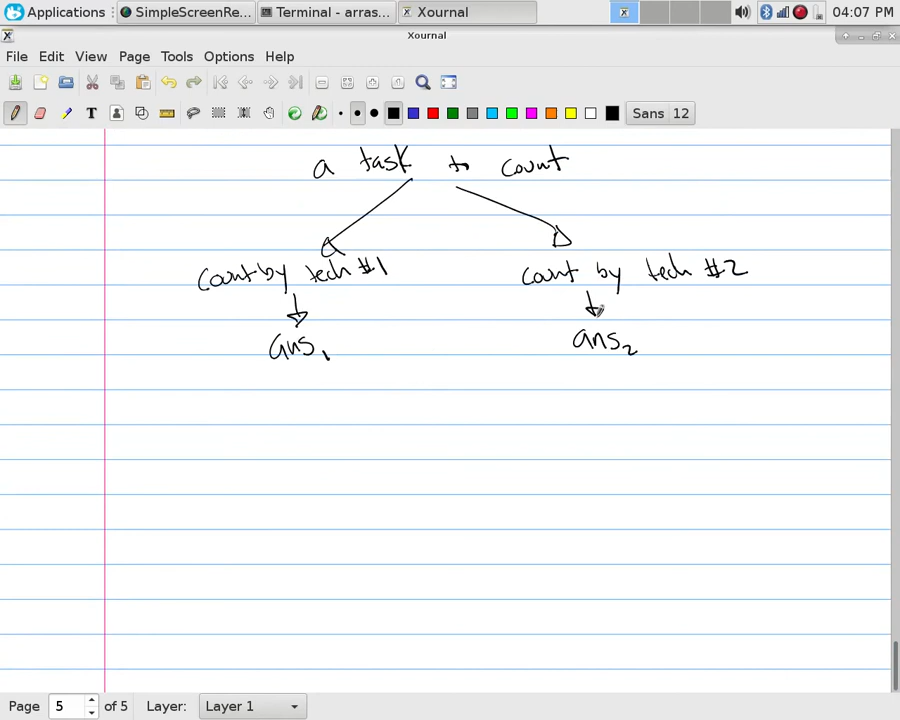 Applications SimpleScreenRe... Terminal - arras... Xournal 04:07 PM
Xournal
File Edit View Page Tools Options Help
Sans 12
a task to count
count by tech #1 count by tech #2
ans1 ans2
Page 5 of 5 Layer: Layer 1